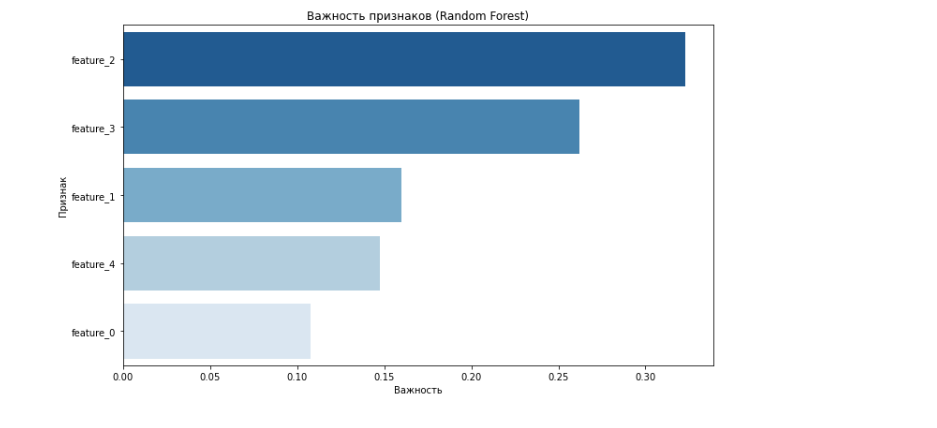 Важность признаков (Random Forest)
feature_2
feature_3
feature_1
feature_4
feature_0
Признак
0.00 0.05 0.10 0.15 0.20 0.25 0.30
Важность